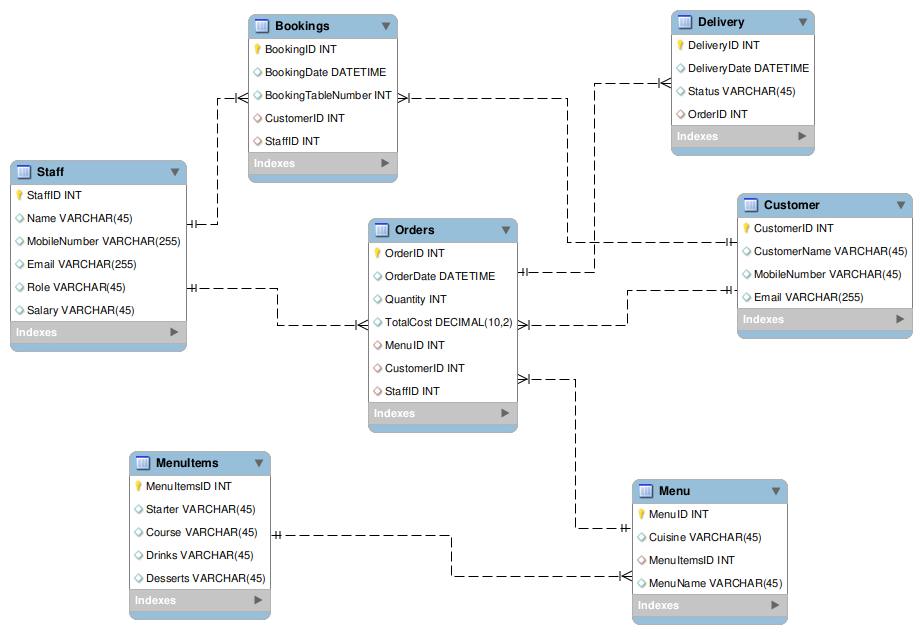 Bookings
BookingID INT
BookingDate DATETIME
BookingTableNumber INT
CustomerID INT
StaffID INT
Indexes
Delivery
DeliveryID INT
DeliveryDate DATETIME
Status VARCHAR(45)
OrderID INT
Indexes
Staff
StaffID INT
Name VARCHAR(45)
MobileNumber VARCHAR(255)
Email VARCHAR(255)
Role VARCHAR(45)
Salary VARCHAR(45)
Indexes
Orders
OrderID INT
OrderDate DATETIME
Quantity INT
TotalCost DECIMAL(10,2)
MenuID INT
CustomerID INT
StaffID INT
Indexes
Customer
CustomerID INT
CustomerName VARCHAR(45)
MobileNumber VARCHAR(45)
Email VARCHAR(255)
Indexes
MenuItems
MenuItemsID INT
Starter VARCHAR(45)
Course VARCHAR(45)
Drinks VARCHAR(45)
Desserts VARCHAR(45)
Indexes
Menu
MenuID INT
Cuisine VARCHAR(45)
MenuItemsID INT
MenuName VARCHAR(45)
Indexes